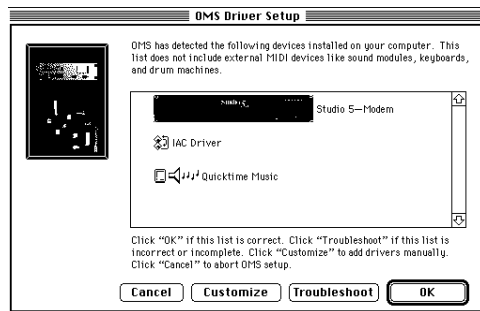 OMS Driver Setup
OMS has detected the following devices installed on your computer. This
list does not include external MIDI devices like sound modules, keyboards,
and drum machines.
Studio 5
Studio 5—Modem
IAC Driver
Quicktime Music
Click “OK” if this list is correct. Click “Troubleshoot” if this list is
incorrect or incomplete. Click “Customize” to add drivers manually.
Click “Cancel” to abort OMS setup.
Cancel Customize Troubleshoot OK